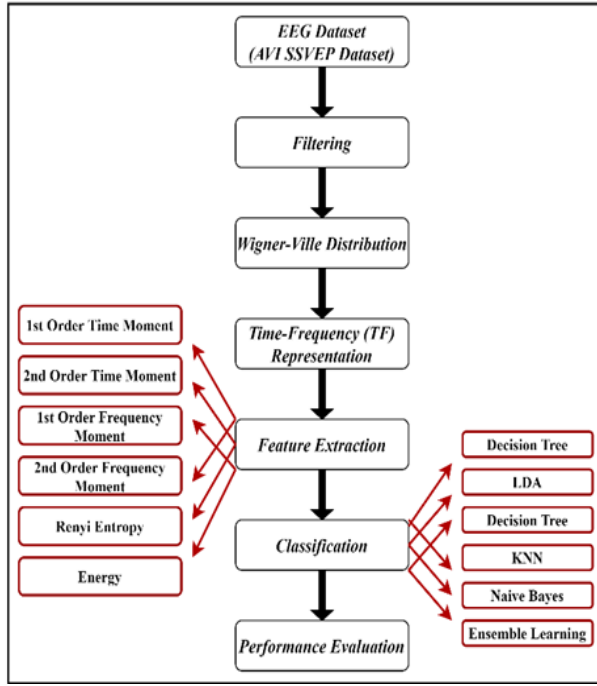 EEG Dataset
(AVI SSVEP Dataset)
Filtering
Wigner-Ville Distribution
Time-Frequency (TF)
Representation
Feature Extraction
Classification
Performance Evaluation
1st Order Time Moment
2nd Order Time Moment
1st Order Frequency
Moment
2nd Order Frequency
Moment
Renyi Entropy
Energy
Decision Tree
LDA
Decision Tree
KNN
Naive Bayes
Ensemble Learning